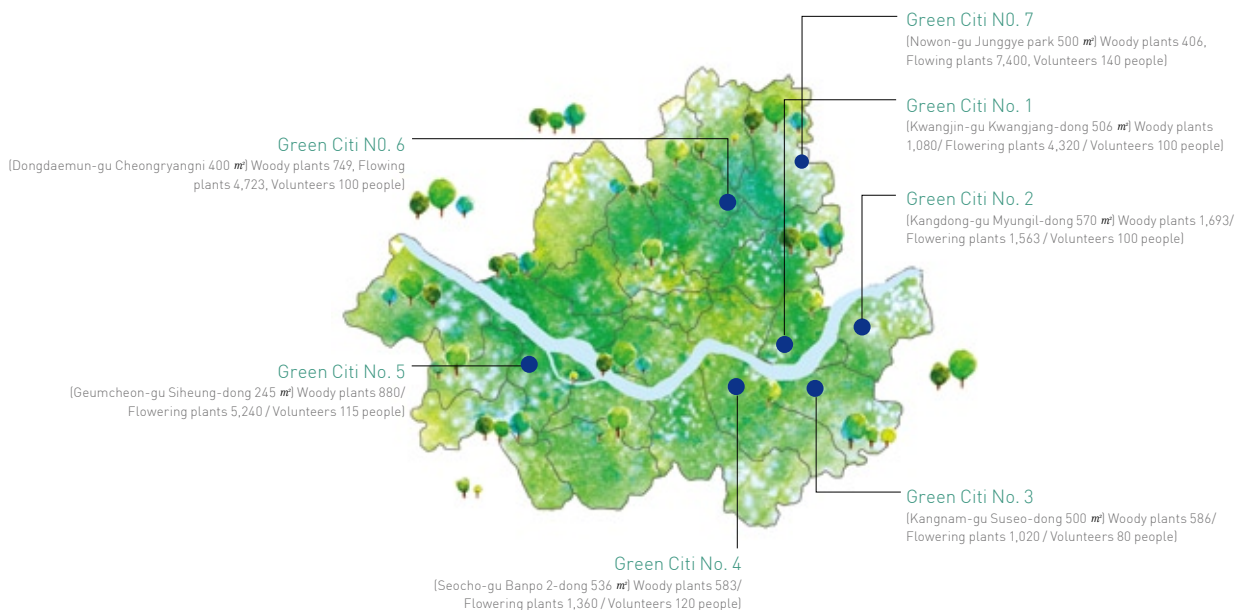 Green Citi N0. 7
(Nowon-gu Junggye park 500 ㎡) Woody plants 406,
Flowing plants 7,400, Volunteers 140 people)
Green Citi No. 1
(Kwangjin-gu Kwangjang-dong 506 ㎡) Woody plants
1,080/ Flowering plants 4,320 / Volunteers 100 people)
Green Citi N0. 6
(Dongdaemun-gu Cheongryangni 400 ㎡) Woody plants 749, Flowing
plants 4,723, Volunteers 100 people)
Green Citi No. 2
(Kangdong-gu Myungil-dong 570 ㎡) Woody plants 1,693/
Flowering plants 1,563 / Volunteers 100 people)
Green Citi No. 5
(Geumcheon-gu Siheung-dong 245 ㎡) Woody plants 880/
Flowering plants 5,240 / Volunteers 115 people)
Green Citi No. 3
(Kangnam-gu Suseo-dong 500 ㎡) Woody plants 586/
Flowering plants 1,020 / Volunteers 80 people)
Green Citi No. 4
(Seocho-gu Banpo 2-dong 536 ㎡) Woody plants 583/
Flowering plants 1,360 / Volunteers 120 people)